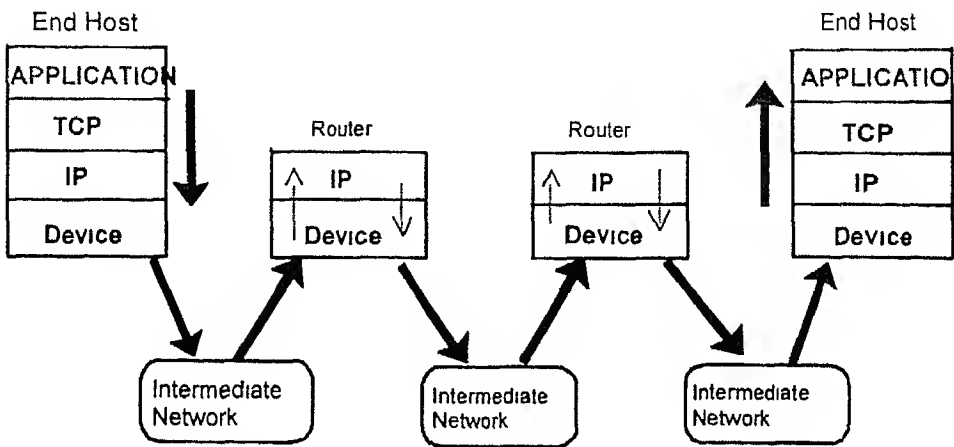 End Host
APPLICATION
TCP
IP
Device
Router
IP
Device
Router
IP
Device
End Host
APPLICATIO
TCP
IP
Device
Intermediate
Network
Intermediate
Network
Intermediate
Network